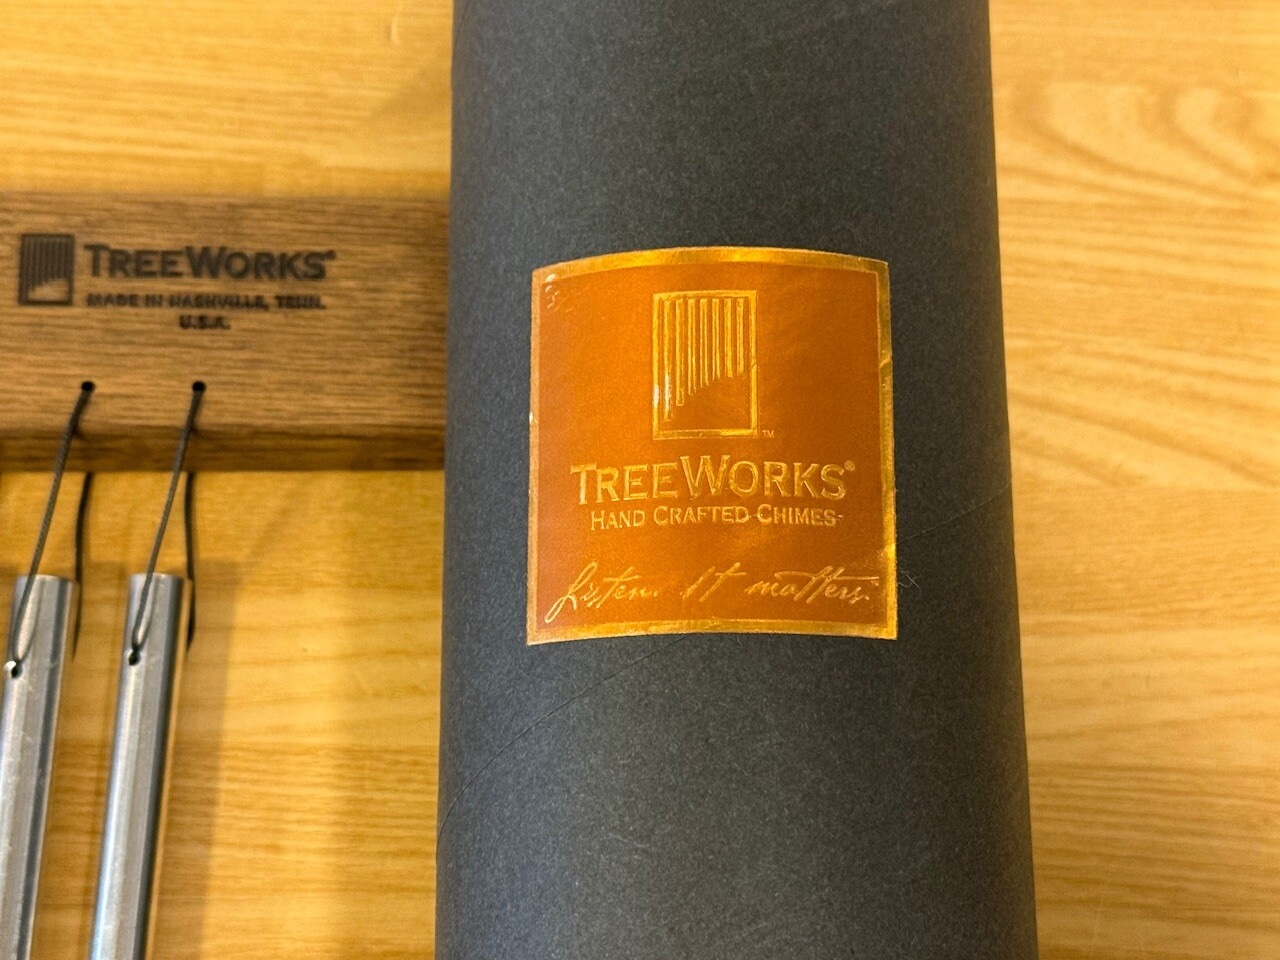 TREEWORKS®
MADE IN NASHVILLE, TENN.
U.S.A.
TM
TREEWORKS®
HAND CRAFTED CHIMES
Listen. It matters.